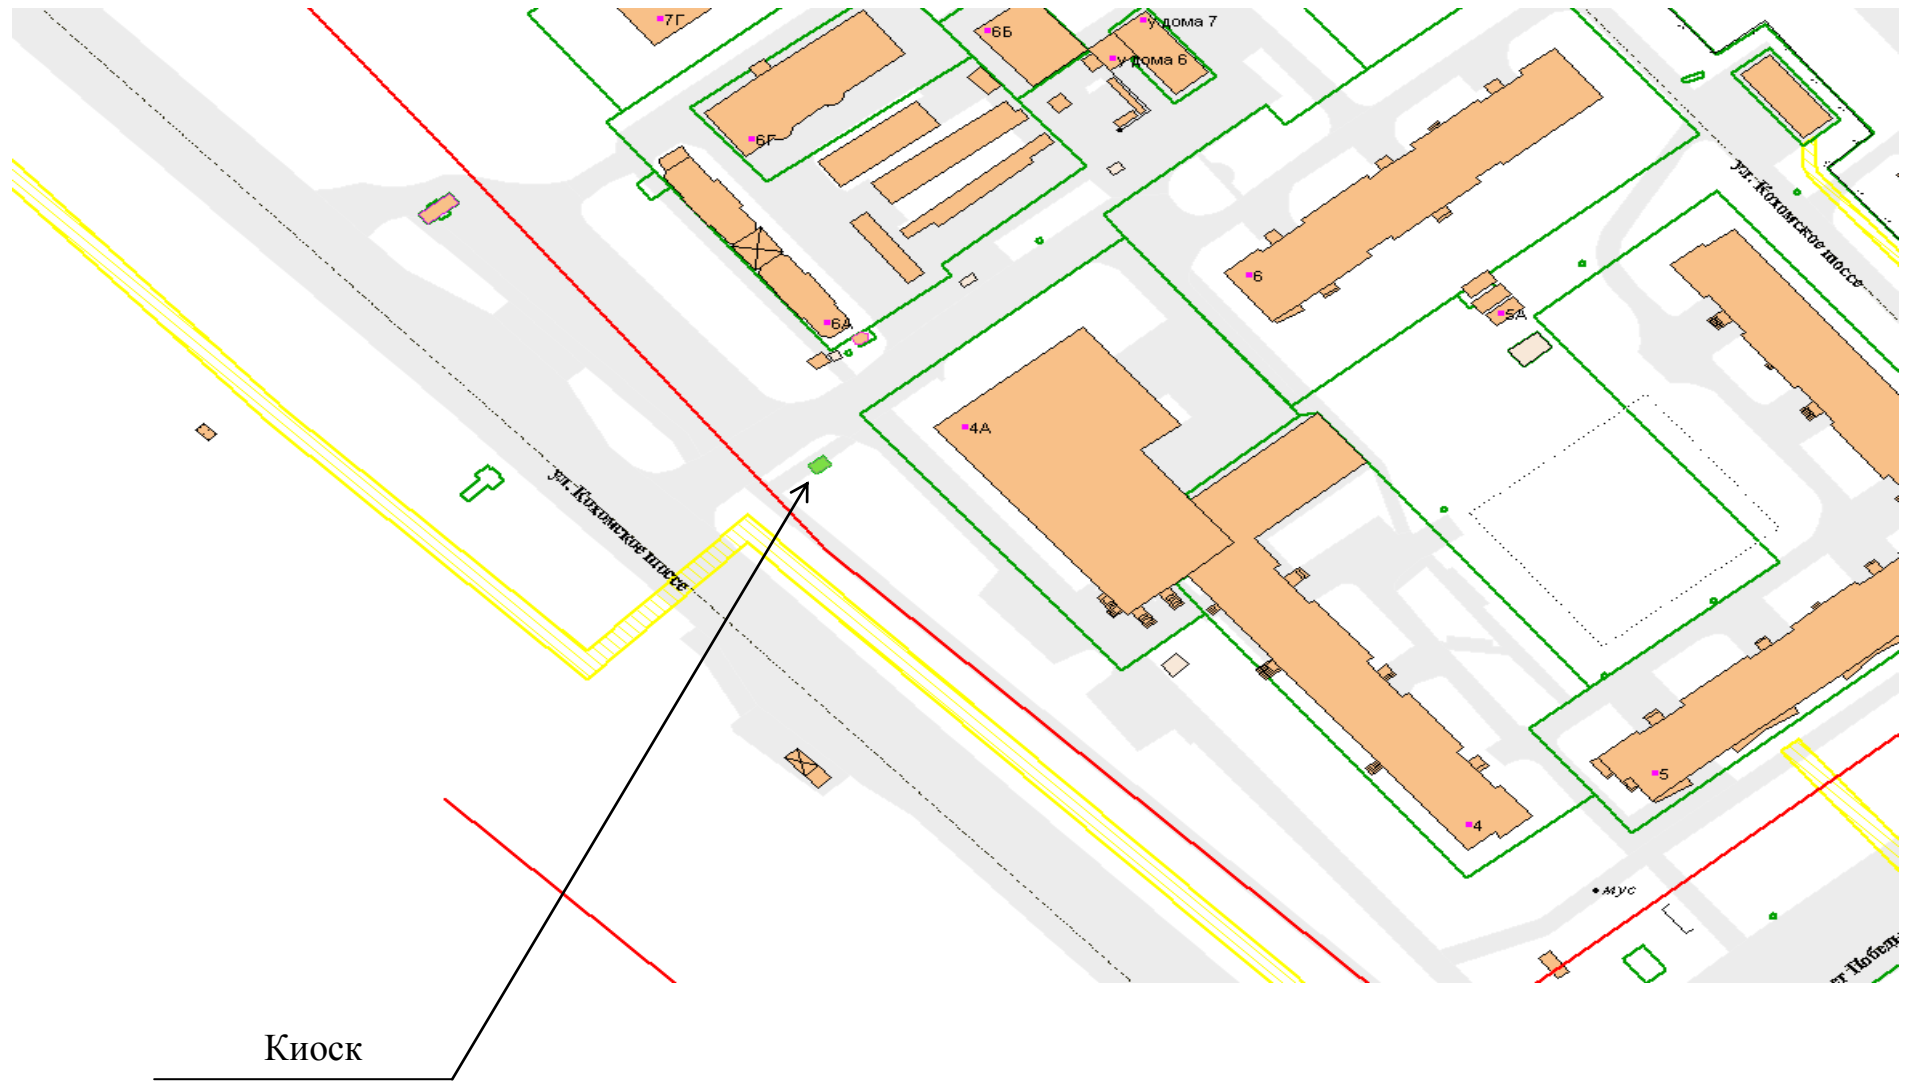 7Г
6Б
у дома 7
у дома 6
6Г
ул. Кохомское шоссе
6
5А
6А
4А
ул. Кохомское шоссе
5
4
мус
Киоск